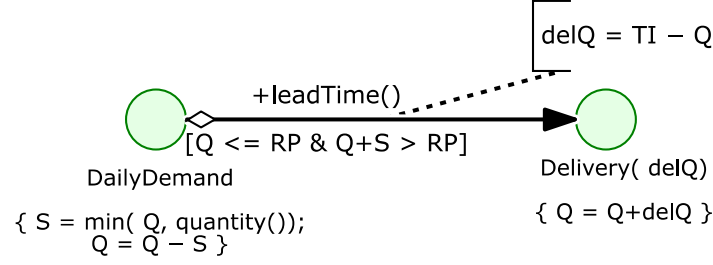 delQ = TI − Q
+leadTime()
[Q <= RP & Q+S > RP]
DailyDemand
Delivery( delQ)
{ S = min( Q, quantity());
Q = Q − S }
{ Q = Q+delQ }